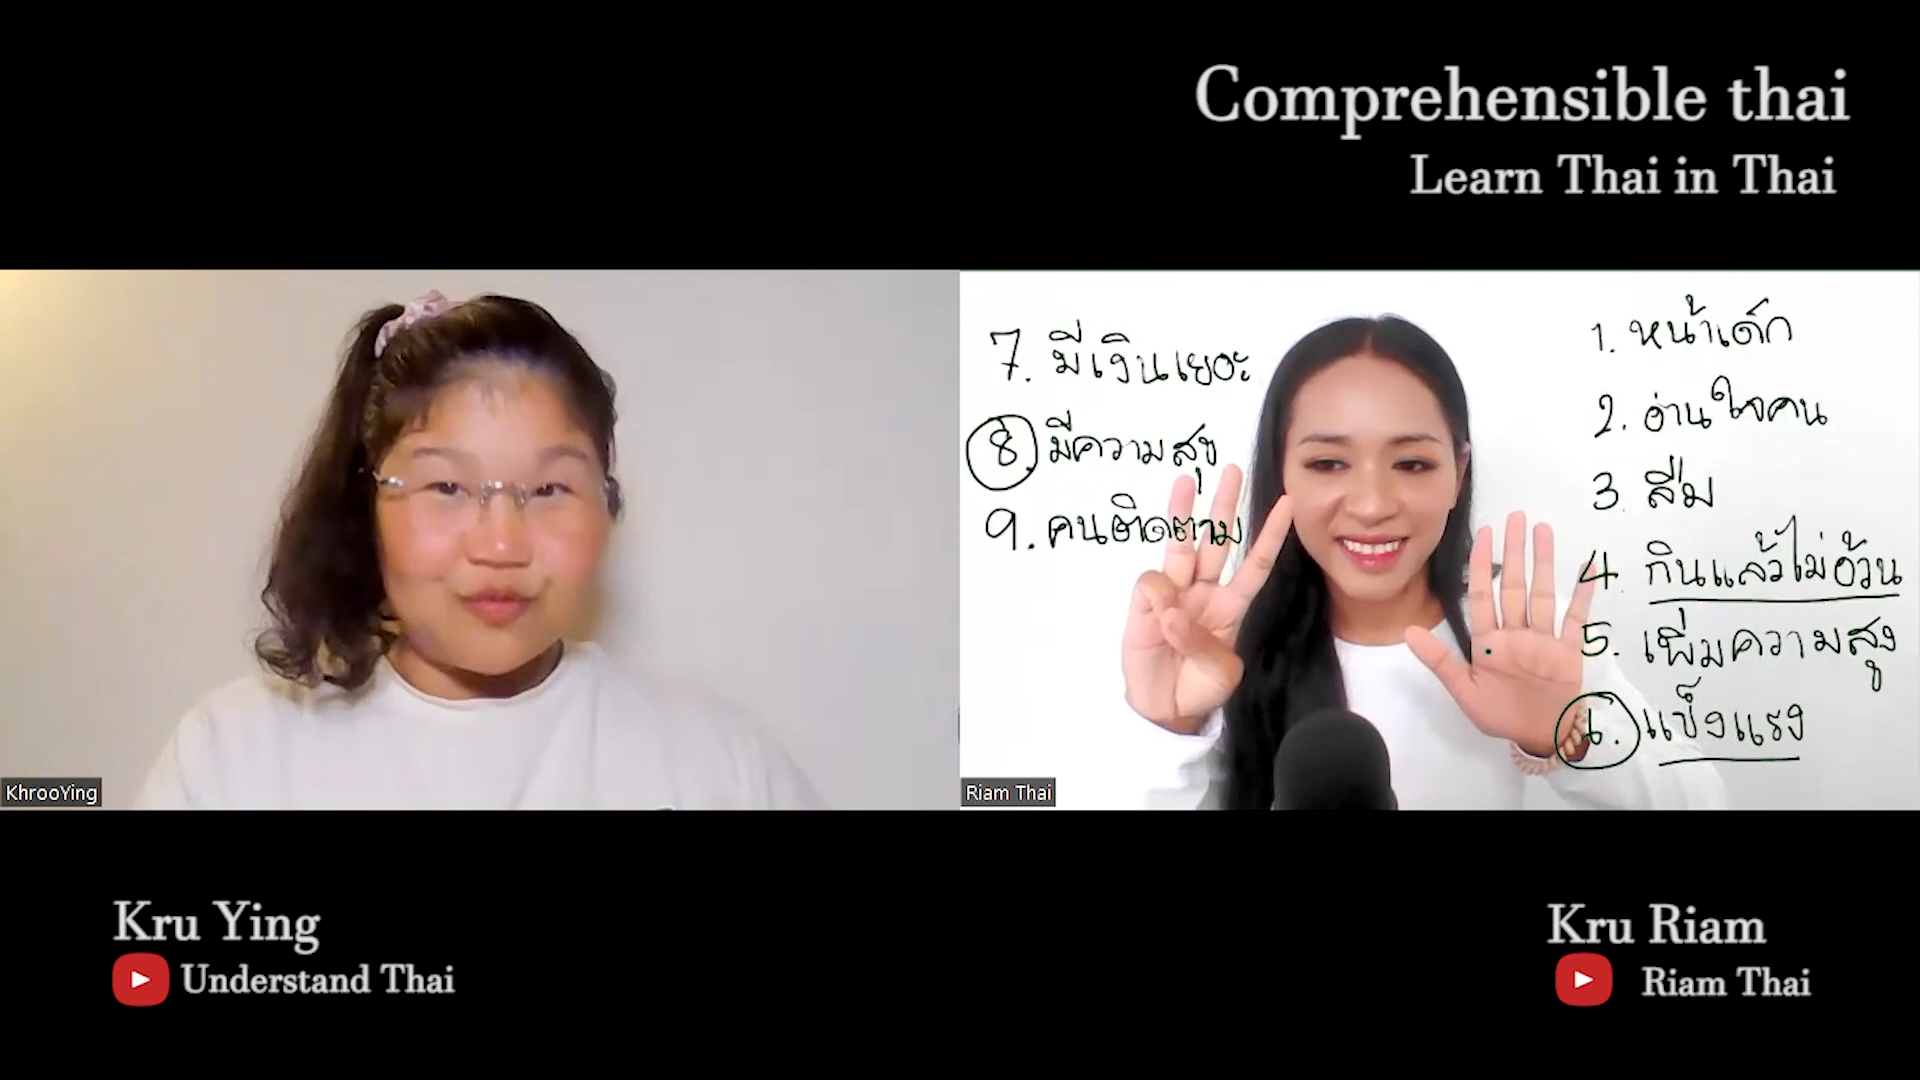 Comprehensible thai
Learn Thai in Thai
7. มีเงินเยอะ
8. มีความสุข
9. คนติดตาม
1. หน้าเด็ก
2. อ่านใจคน
3. ลืม
4. กินแล้วไม่อ้วน
5. เพิ่มความสูง
6. แข็งแรง
KhrooYing
Riam Thai
Kru Ying
Understand Thai
Kru Riam
Riam Thai